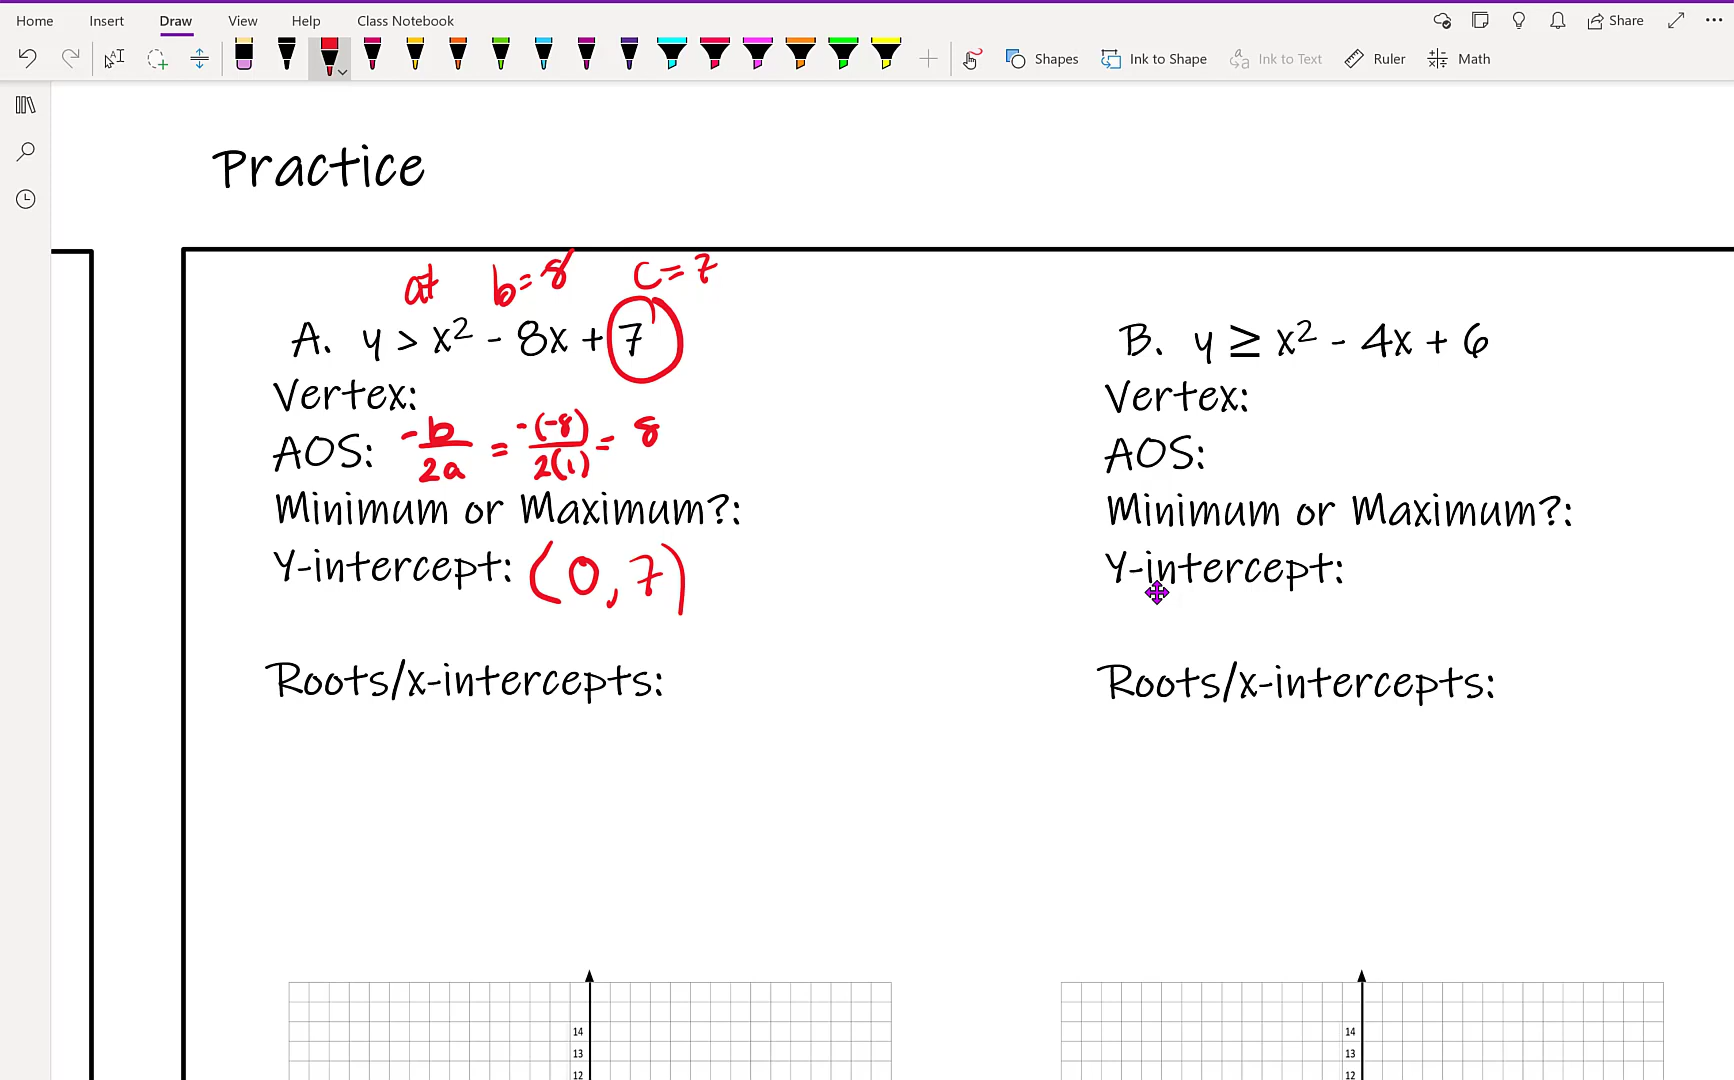 Home Insert Draw View Help Class Notebook Share
Shapes Ink to Shape Ink to Text Ruler Math
Practice
b=8 c=7
A. y > x² - 8x + 7
Vertex:
AOS: -b/2a = -(-8)/2(1) = 8
Minimum or Maximum?:
Y-intercept: (0,7)
Roots/x-intercepts:
14
13
12
B. y ≥ x² - 4x + 6
Vertex:
AOS:
Minimum or Maximum?:
Y-intercept:
Roots/x-intercepts:
14
13
12